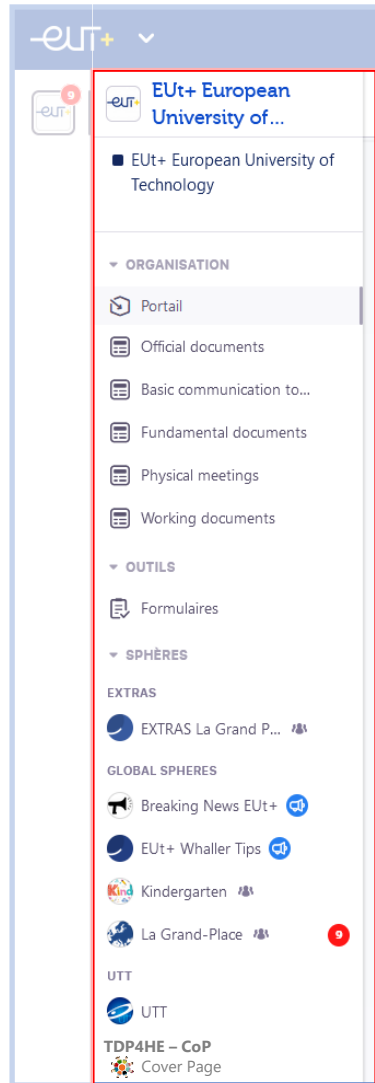 -eut+
9
-eut+
EUt+ European
University of...
EUt+ European University of
Technology
ORGANISATION
Portail
Official documents
Basic communication to...
Fundamental documents
Physical meetings
Working documents
OUTILS
Formulaires
SPHÈRES
EXTRAS
EXTRAS La Grand P...
GLOBAL SPHERES
Breaking News EUt+
EUt+ Whaller Tips
Kind
Kindergarten
La Grand-Place 9
UTT
UTT
TDP4HE – CoP
Cover Page